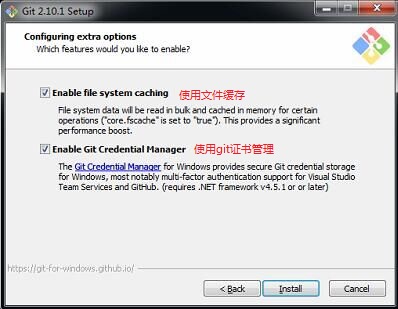 Git 2.10.1 Setup
Configuring extra options
Which features would you like to enable?
Enable file system caching 使用文件缓存
File system data will be read in bulk and cached in memory for certain
operations ("core.fscache" is set to "true"). This provides a significant
performance boost.
Enable Git Credential Manager 使用git证书管理
The Git Credential Manager for Windows provides secure Git credential storage
for Windows, most notably multi-factor authentication support for Visual Studio
Team Services and GitHub. (requires .NET framework v4.5.1 or or later)
https://git-for-windows.github.io/
< Back Install Cancel